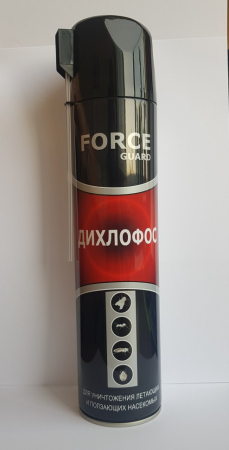 FORCE
GUARD
ДИХЛОФОС
ДЛЯ УНИЧТОЖЕНИЯ ЛЕТАЮЩИХ
И ПОЛЗАЮЩИХ НАСЕКОМЫХ